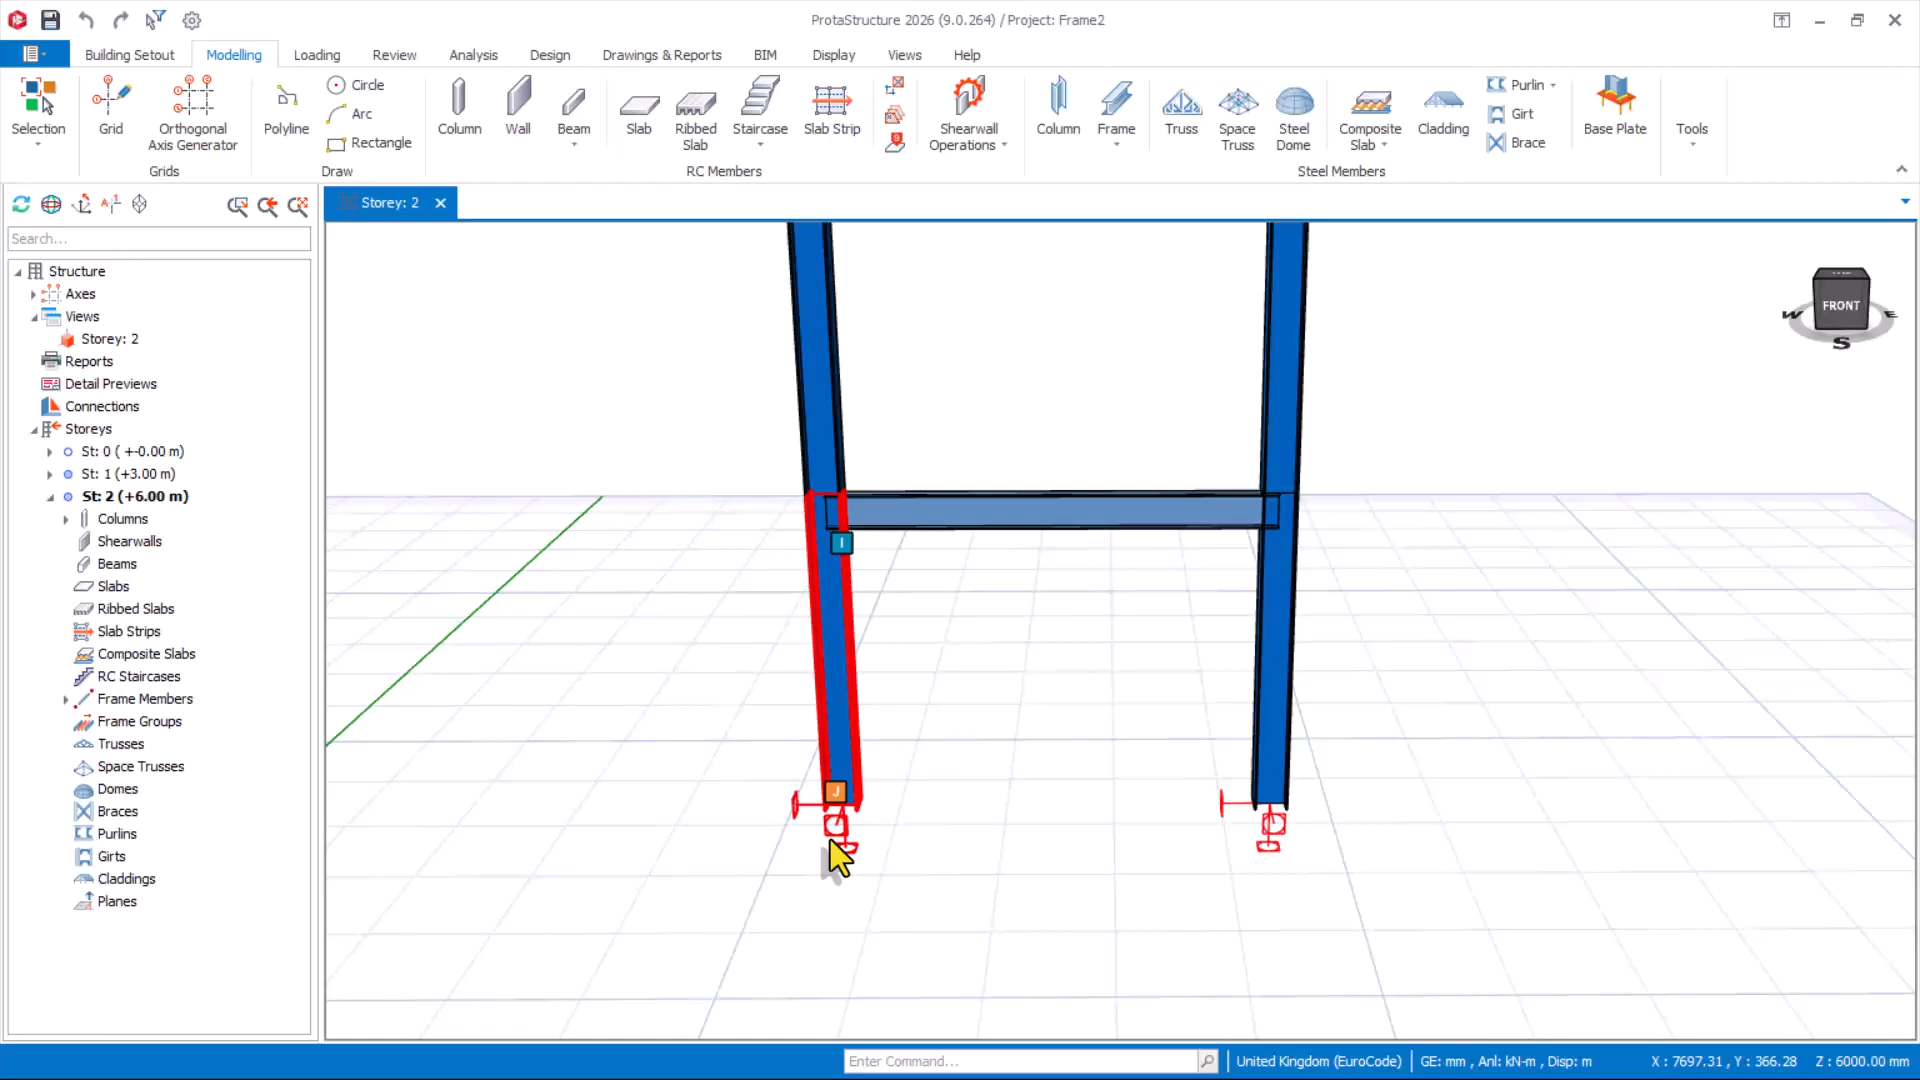 ProtaStructure 2026 (9.0.264) / Project: Frame2
Building Setout
Modelling
Loading
Review
Analysis
Design
Drawings & Reports
BIM
Display
Views
Help
Selection
Grid
Orthogonal
Axis Generator
Grids
Polyline
Circle
Arc
Rectangle
Draw
Column
Wall
Beam
Slab
Ribbed
Slab
Staircase
Slab Strip
Shearwall
Operations
RC Members
Column
Frame
Truss
Space
Truss
Steel
Dome
Composite
Slab
Cladding
Purlin
Girt
Brace
Steel Members
Base Plate
Tools
Search...
Structure
Axes
Views
Storey: 2
Reports
Detail Previews
Connections
Storeys
St: 0 ( +-0.00 m)
St: 1 (+3.00 m)
St: 2 (+6.00 m)
Columns
Shearwalls
Beams
Slabs
Ribbed Slabs
Slab Strips
Composite Slabs
RC Staircases
Frame Members
Frame Groups
Trusses
Space Trusses
Domes
Braces
Purlins
Girts
Claddings
Planes
Storey: 2
FRONT
W
E
S
I
J
Enter Command...
United Kingdom (EuroCode)
GE: mm , Anl: kN-m , Disp: m
X : 7697.31 , Y : 366.28
Z : 6000.00 mm